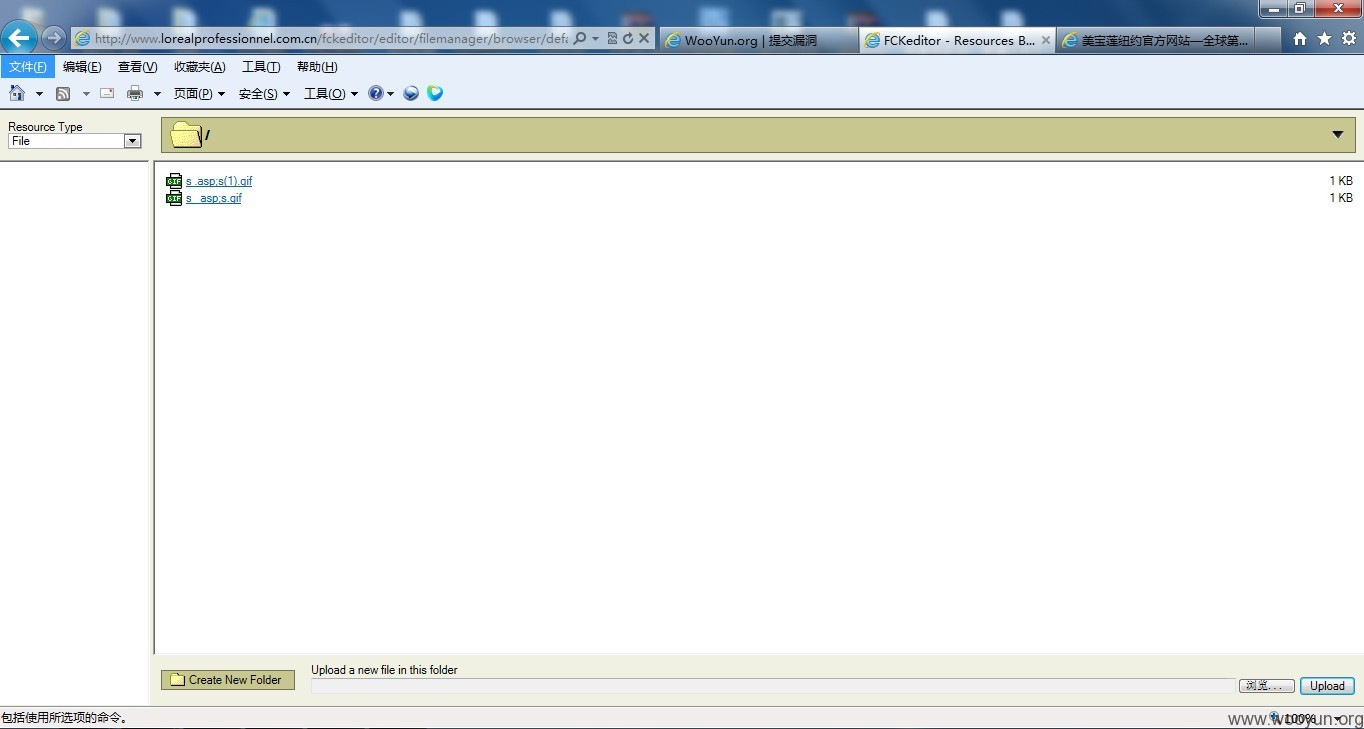 http://www.lorealprofessionnel.com.cn/fckeditor/editor/filemanager/browser/defa
WooYun.org | 提交漏洞
FCKeditor - Resources B...
美宝莲纽约官方网站—全球第...
文件(F) 编辑(E) 查看(V) 收藏夹(A) 工具(T) 帮助(H)
页面(P) 安全(S) 工具(O)
Resource Type
File
/
s .asp;s(1).gif 1 KB
s_asp;s.gif 1 KB
Create New Folder
Upload a new file in this folder
浏览... Upload
包括使用所选项的命令。
100%
www.wooyun.org